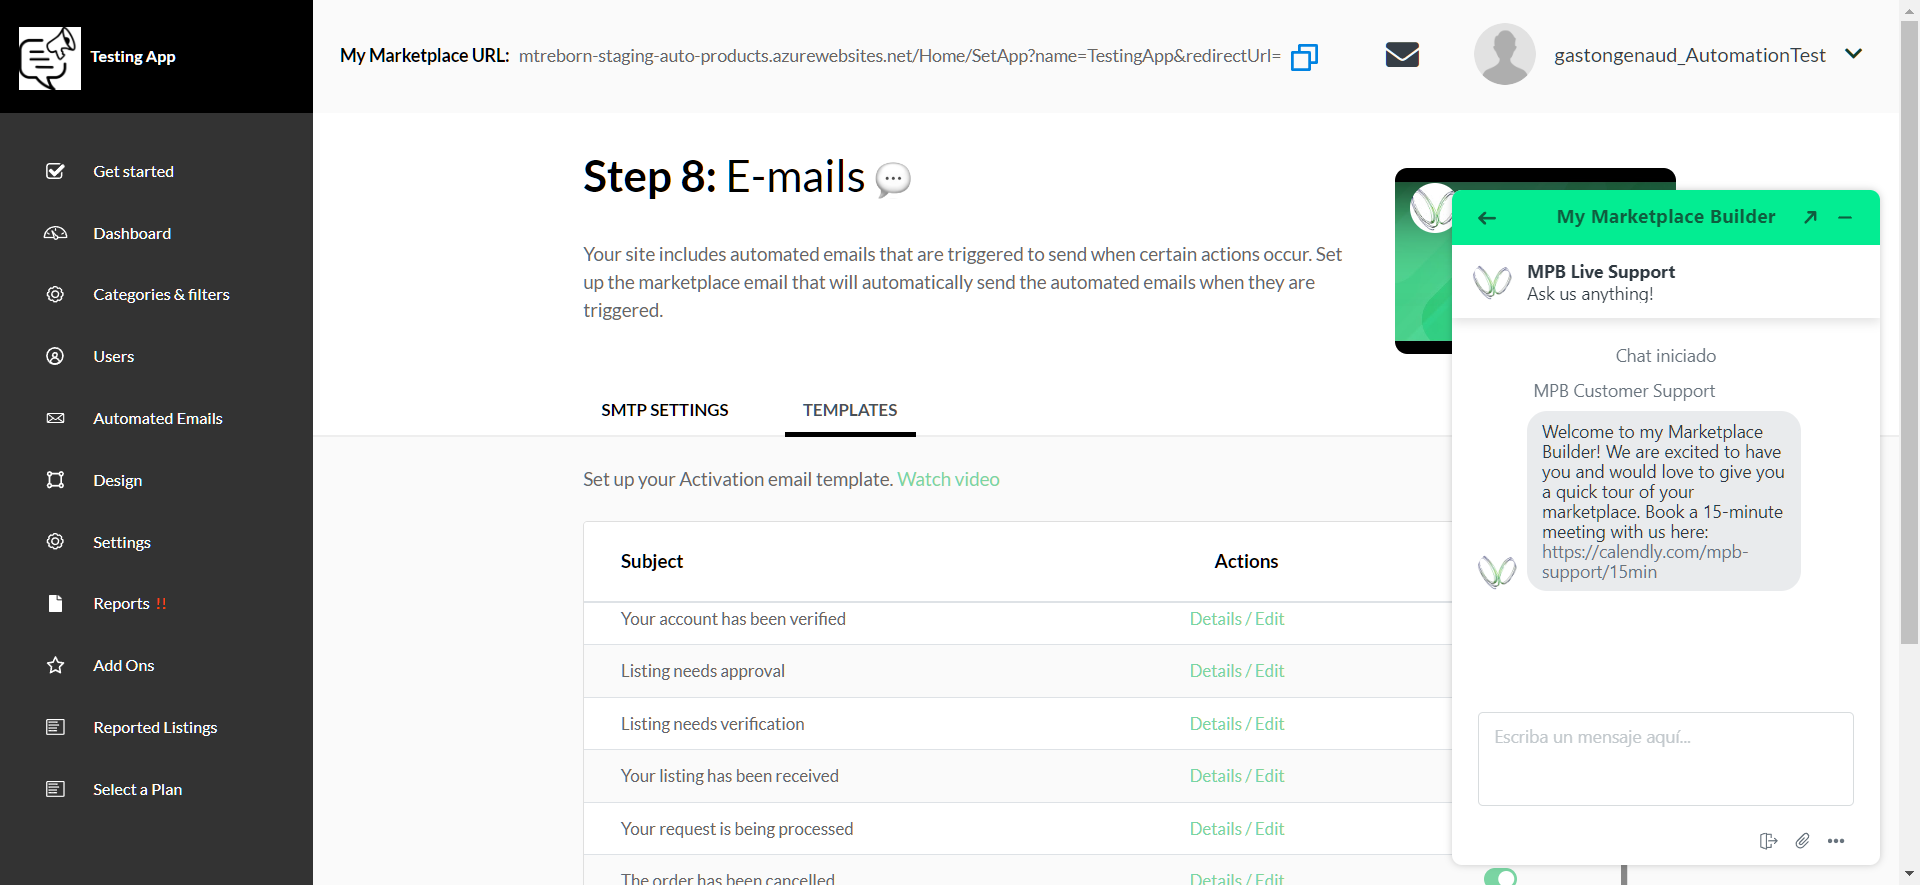 Testing App
My Marketplace URL: mtreborn-staging-auto-products.azurewebsites.net/Home/SetApp?name=TestingApp&redirectUrl=
gastongenaud_AutomationTest
Get started
Dashboard
Categories & filters
Users
Automated Emails
Design
Settings
Reports !!
Add Ons
Reported Listings
Select a Plan
Step 8: E-mails
Your site includes automated emails that are triggered to send when certain actions occur. Set
up the marketplace email that will automatically send the automated emails when they are
triggered.
SMTP SETTINGS
TEMPLATES
Set up your Activation email template. Watch video
Subject
Actions
Your account has been verified
Details / Edit
Listing needs approval
Details / Edit
Listing needs verification
Details / Edit
Your listing has been received
Details / Edit
Your request is being processed
Details / Edit
The order has been cancelled
Details / Edit
My Marketplace Builder
MPB Live Support
Ask us anything!
Chat iniciado
MPB Customer Support
Welcome to my Marketplace
Builder! We are excited to have
you and would love to give you
a quick tour of your
marketplace. Book a 15-minute
meeting with us here:
https://calendly.com/mpb-
support/15min
Escriba un mensaje aquí...